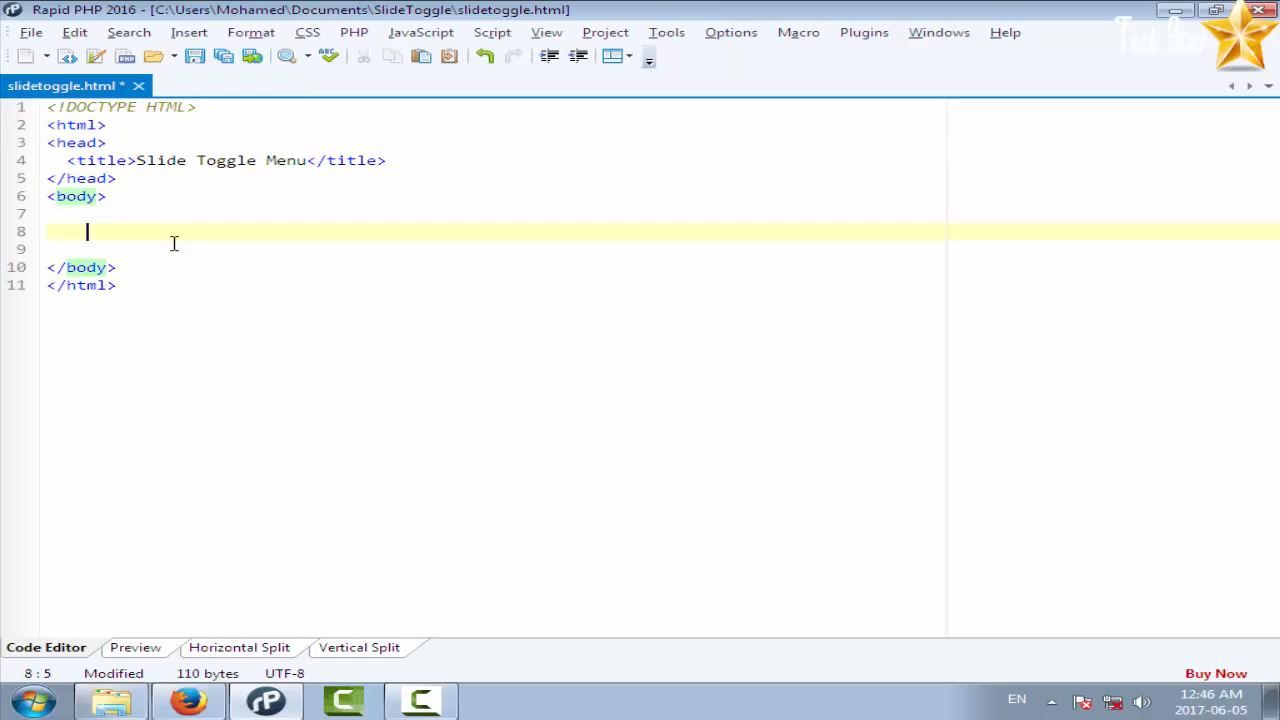 Rapid PHP 2016 - [C:\Users\Mohamed\Documents\SlideToggle\slidetoggle.html]
File Edit Search Insert Format CSS PHP JavaScript Script View Project Tools Options Macro Plugins Windows Help
slidetoggle.html *
1 <!DOCTYPE HTML>
2 <html>
3 <head>
4 <title>Slide Toggle Menu</title>
5 </head>
6 <body>
7
8
9
10 </body>
11 </html>
Code Editor Preview Horizontal Split Vertical Split
8 : 5 Modified 110 bytes UTF-8 Buy Now
EN 12:46 AM
2017-06-05